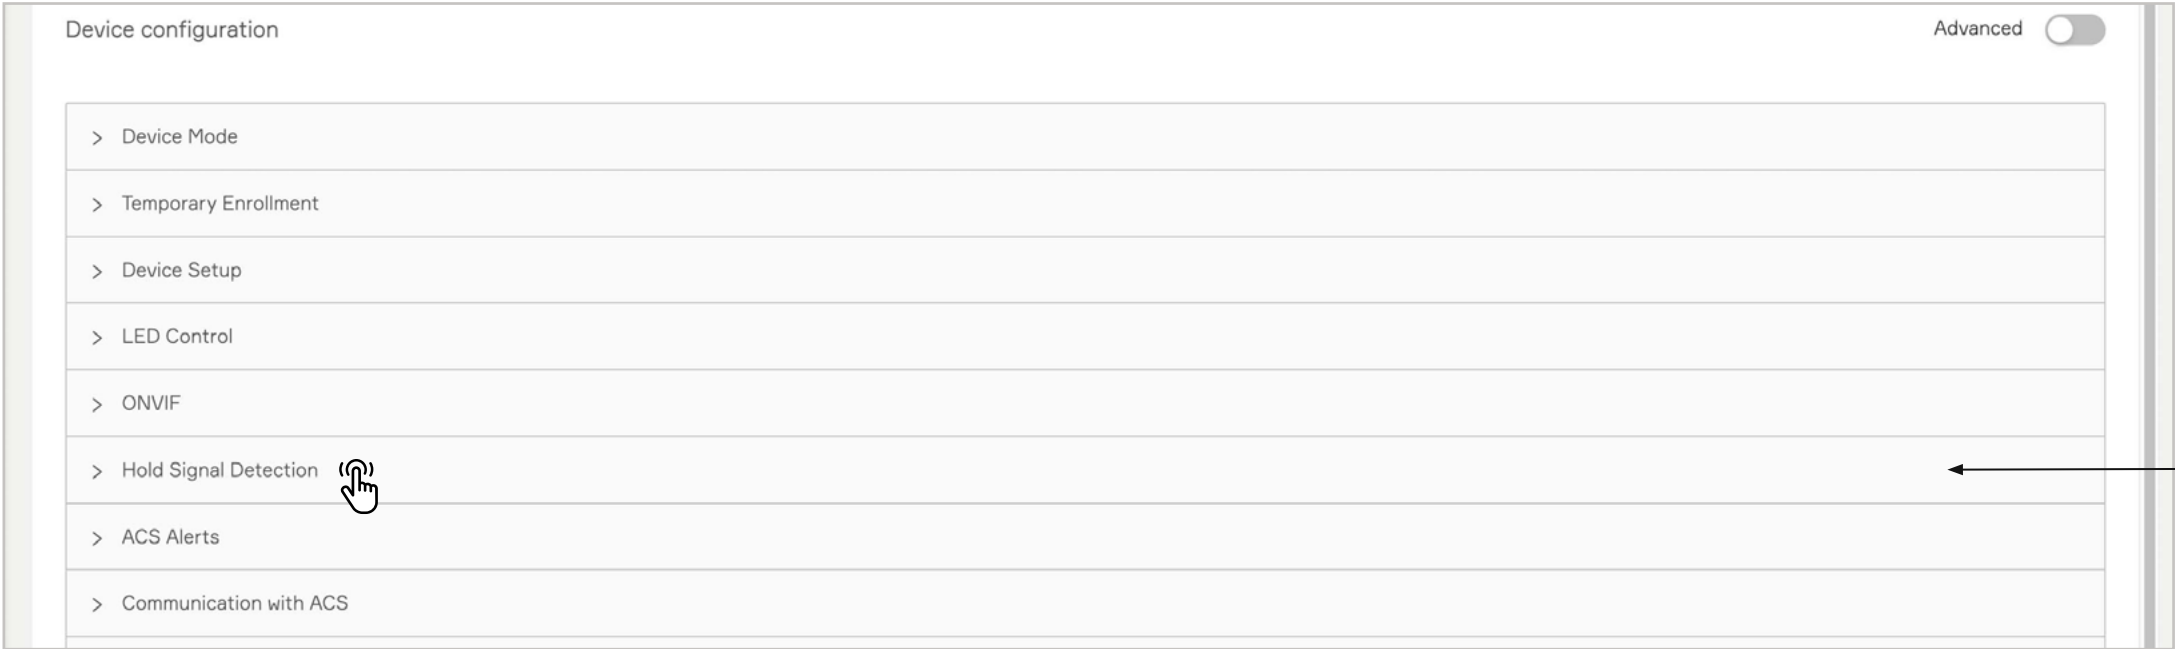 Device configuration
Advanced
Device Mode
Temporary Enrollment
Device Setup
LED Control
ONVIF
Hold Signal Detection
ACS Alerts
Communication with ACS